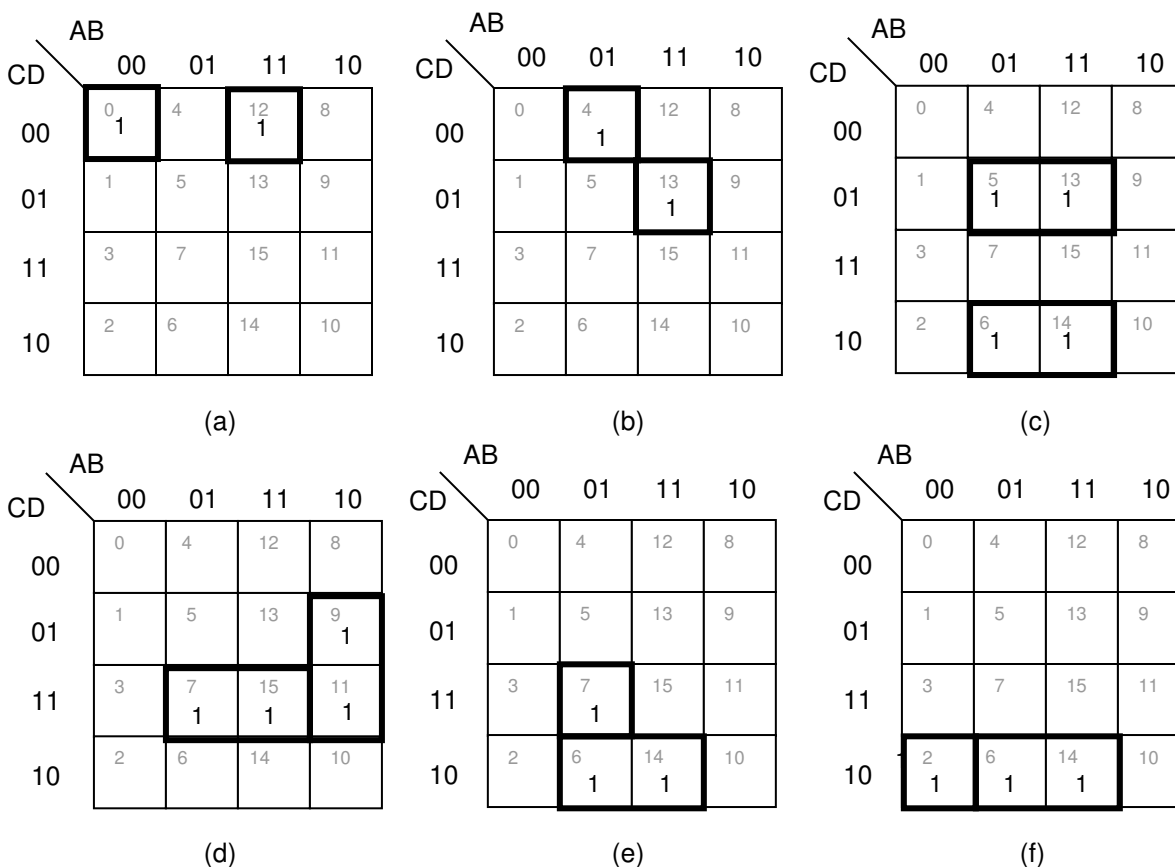 AB AB AB
CD 00 01 11 10 CD 00 01 11 10 CD 00 01 11 10
00 0 1 4 12 1 8 00 0 4 1 12 8 00 0 4 12 8
01 1 5 13 9 01 1 5 13 1 9 01 1 5 1 13 1 9
11 3 7 15 11 11 3 7 15 11 11 3 7 15 11
10 2 6 14 10 10 2 6 14 10 10 2 6 1 14 1 10
(a) (b) (c)
AB AB AB
CD 00 01 11 10 CD 00 01 11 10 CD 00 01 11 10
00 0 4 12 8 00 0 4 12 8 00 0 4 12 8
01 1 5 13 9 1 01 1 5 13 9 01 1 5 13 9
11 3 7 1 15 1 11 1 11 3 7 1 15 11 11 3 7 15 11
10 2 6 14 10 10 2 6 1 14 1 10 10 2 1 6 1 14 1 10
(d) (e) (f)